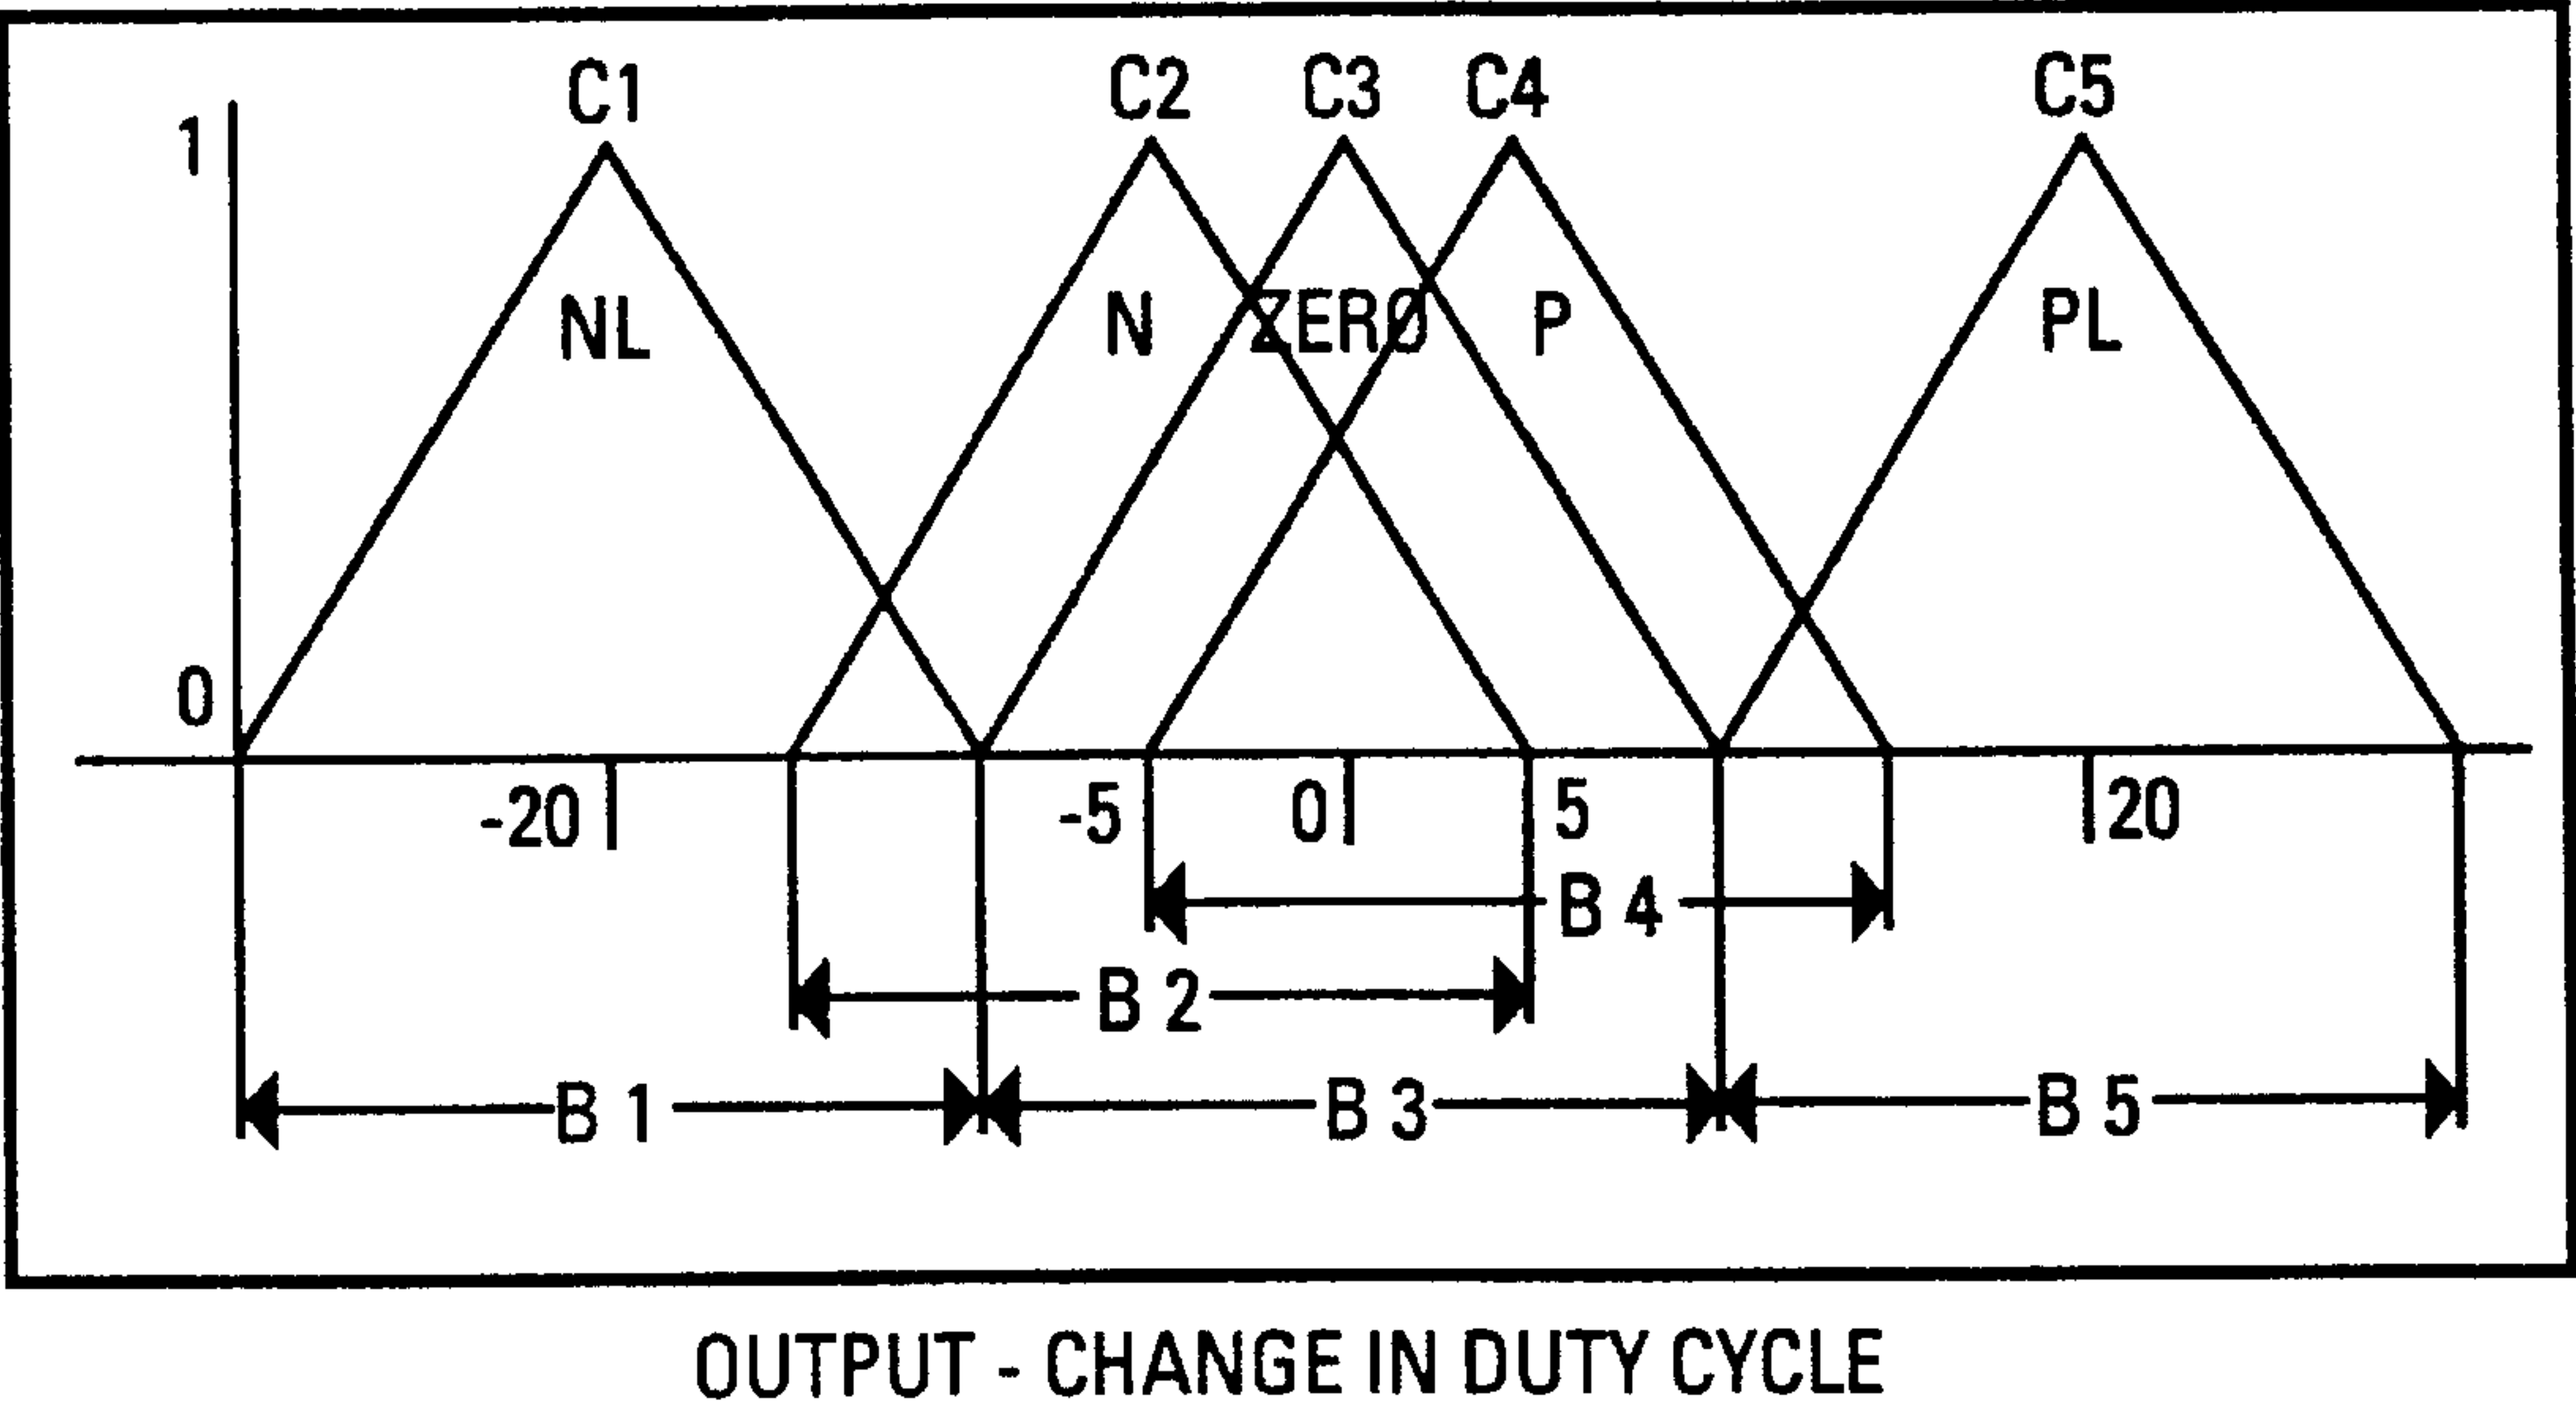 C1 C2 C3 C4 C5
1
NL N ZERØ P PL
0
-20 -5 0 5 20
B 4
B 2
B 1 B 3 B 5
OUTPUT - CHANGE IN DUTY CYCLE